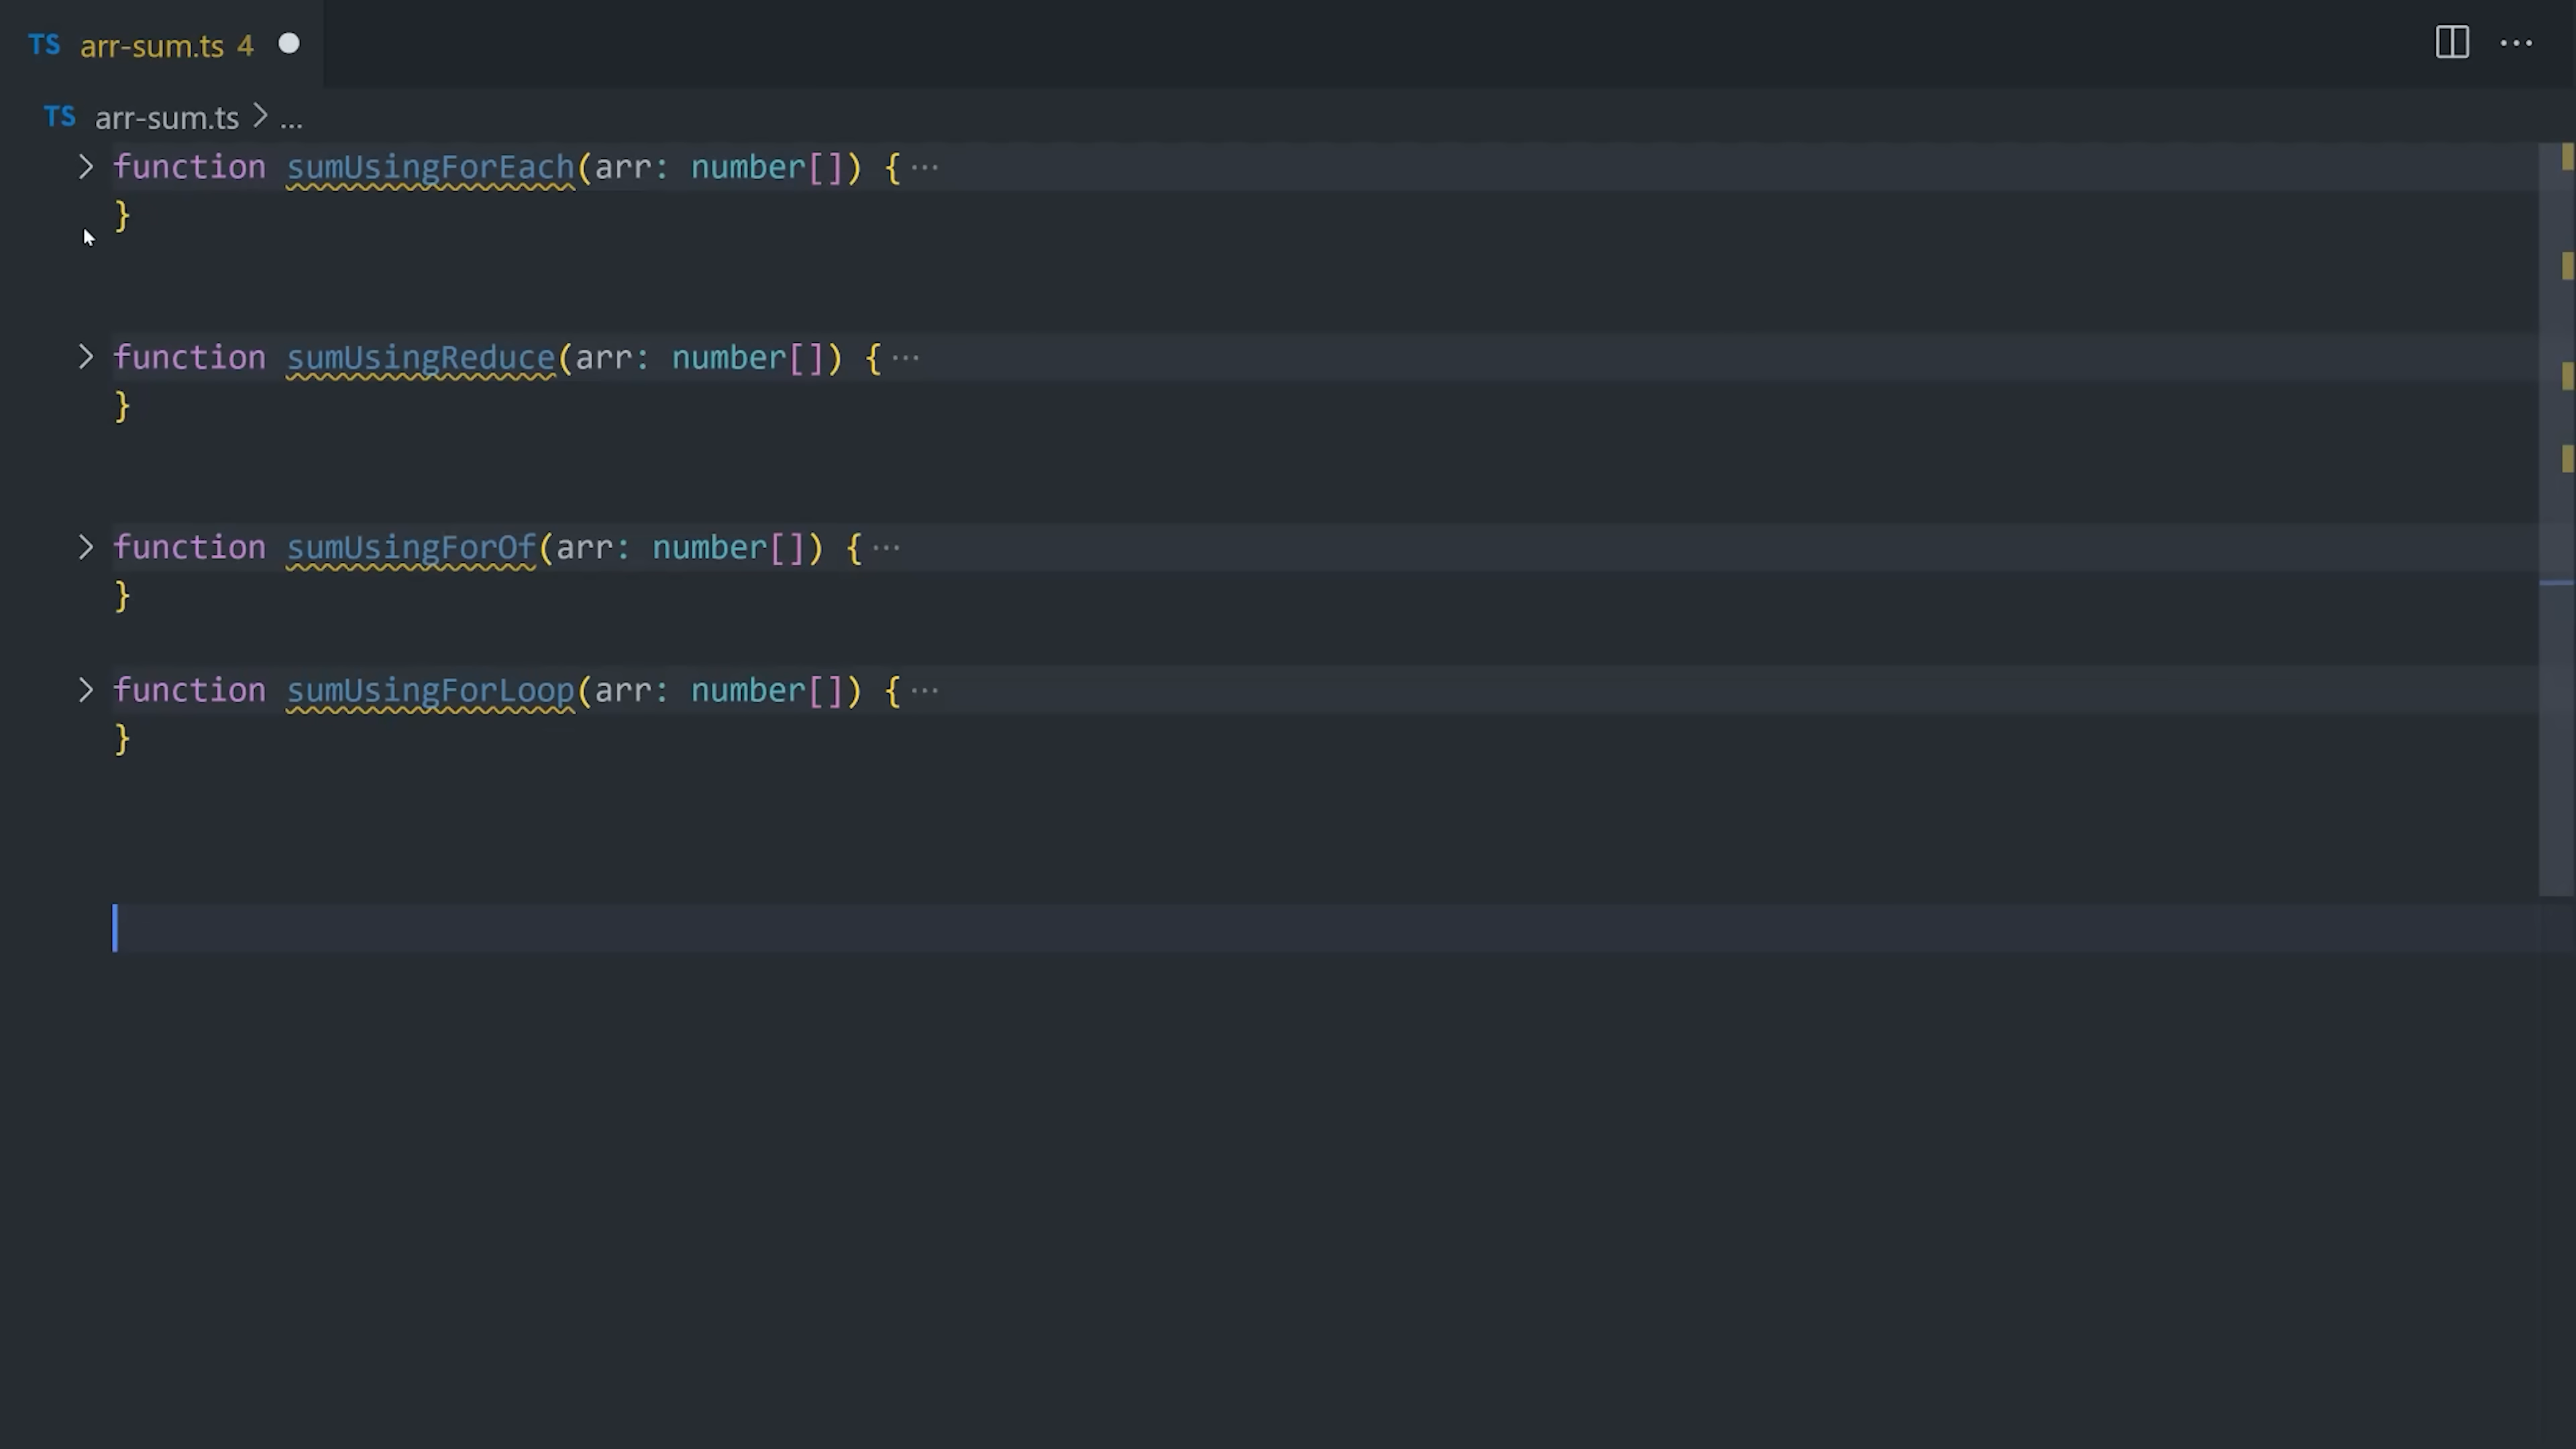 TS arr-sum.ts 4
TS arr-sum.ts > ...
function sumUsingForEach(arr: number[]) {···
}
function sumUsingReduce(arr: number[]) {···
}
function sumUsingForOf(arr: number[]) {···
}
function sumUsingForLoop(arr: number[]) {···
}